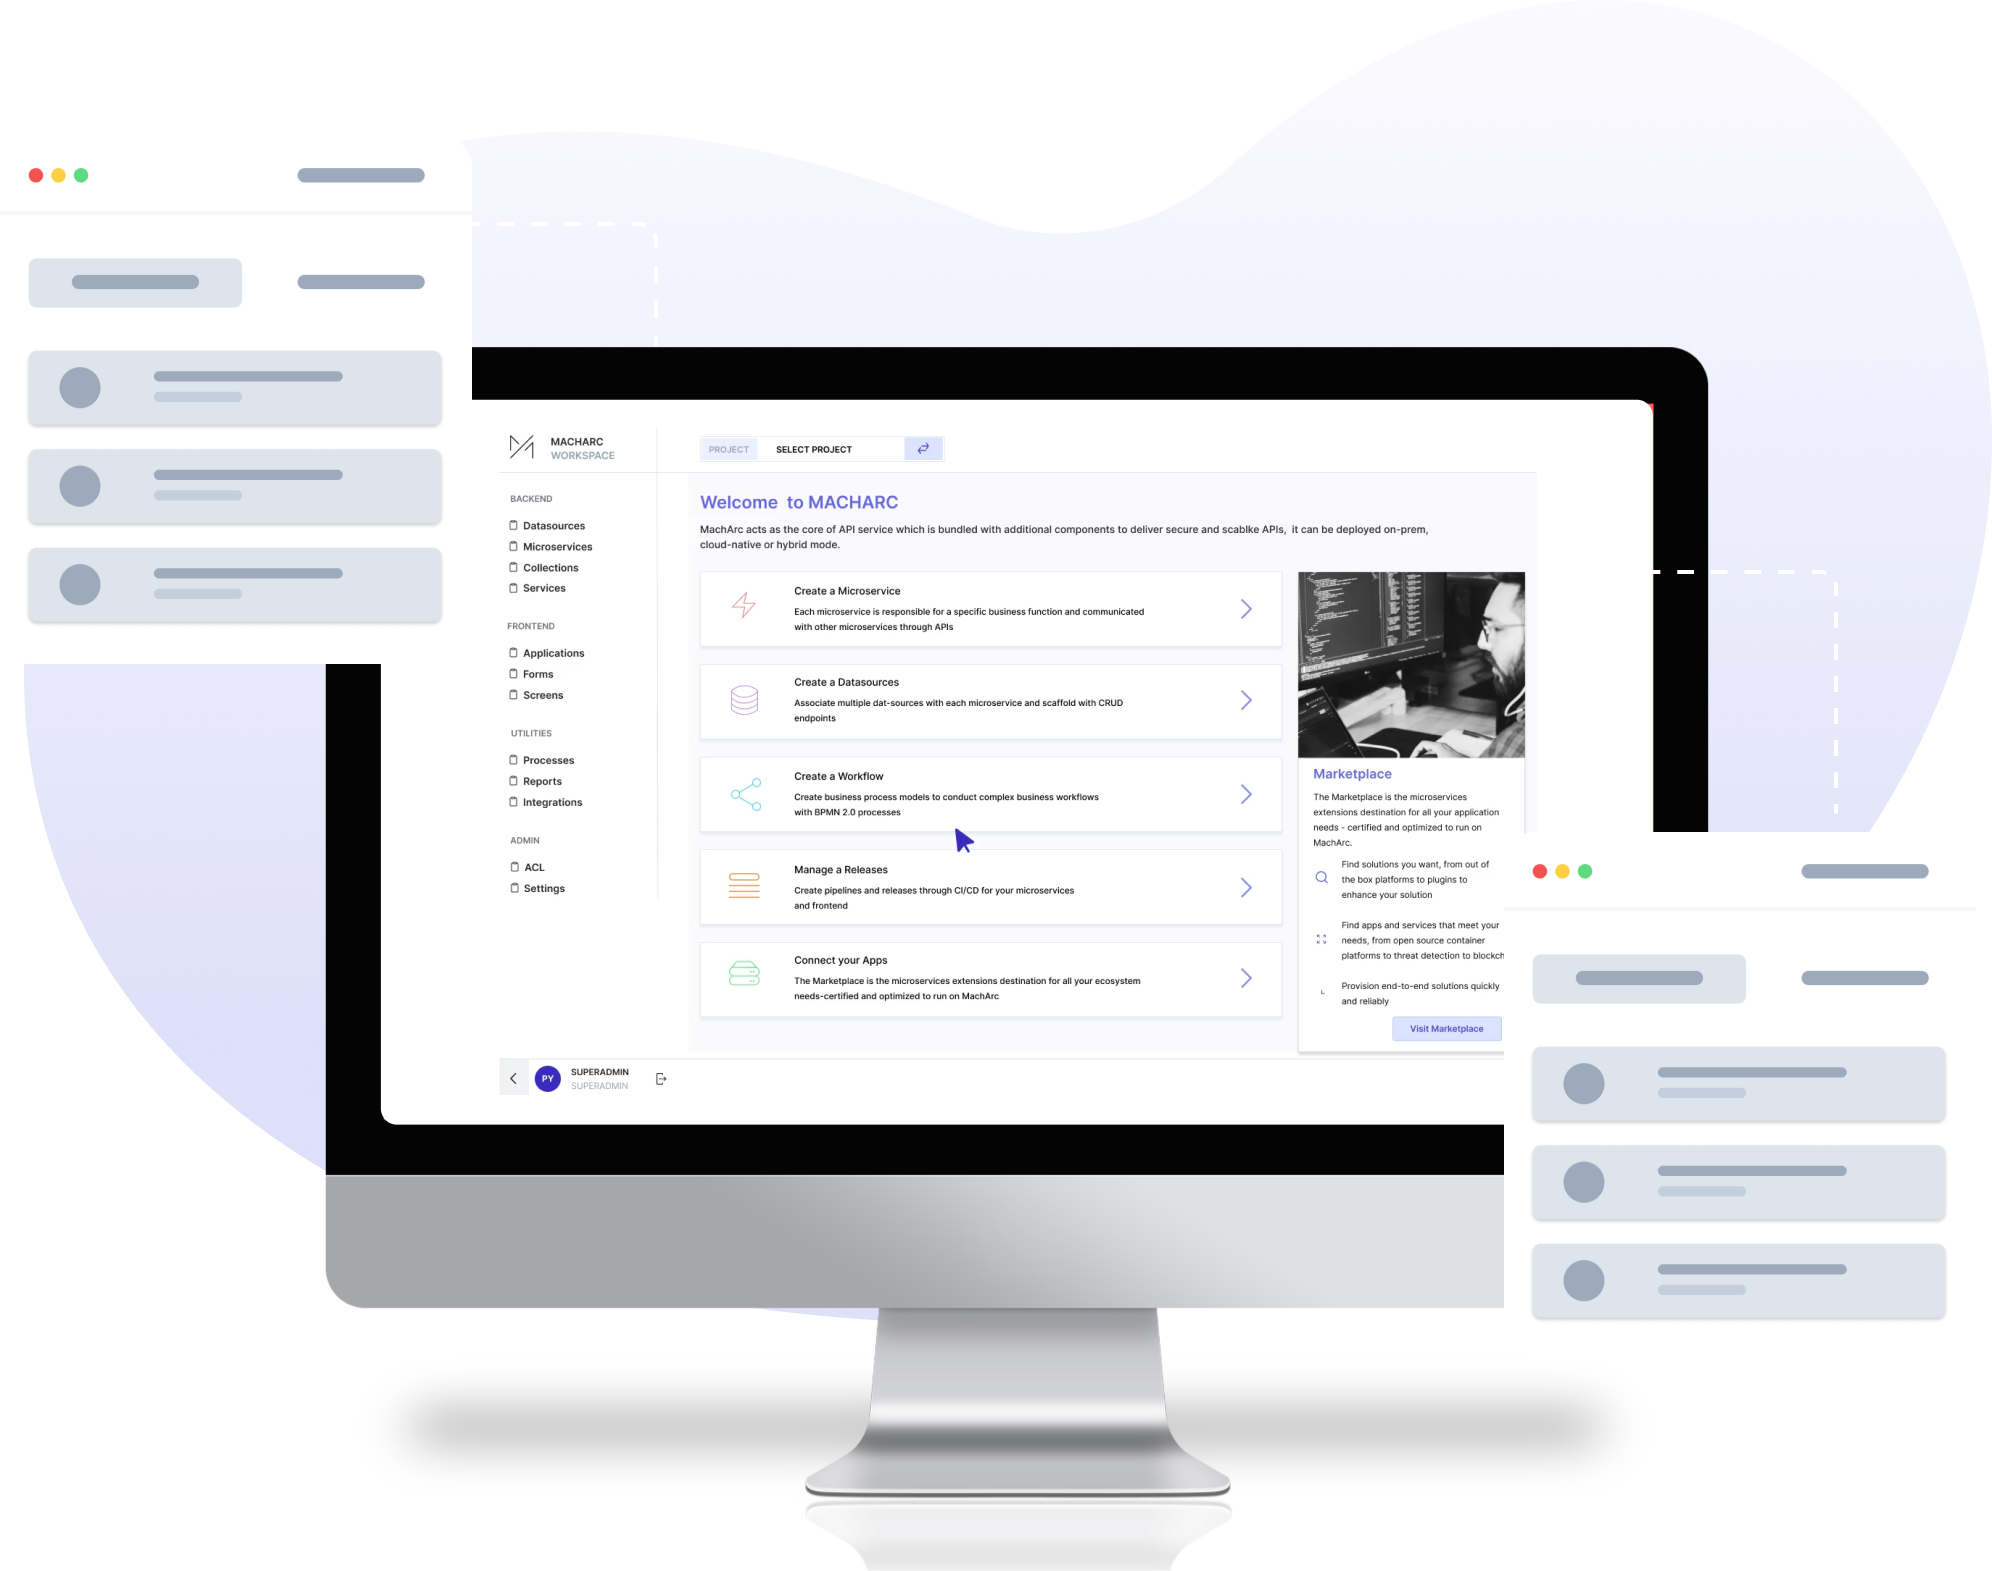 MACHARC
WORKSPACE
PROJECT
SELECT PROJECT
BACKEND
Datasources
Microservices
Collections
Services
FRONTEND
Applications
Forms
Screens
UTILITIES
Processes
Reports
Integrations
ADMIN
ACL
Settings
Welcome to MACHARC
MachArc acts as the core of API service which is bundled with additional components to deliver secure and scablke APIs, it can be deployed on-prem,
cloud-native or hybrid mode.
Create a Microservice
Each microservice is responsible for a specific business function and communicated
with other microservices through APIs
Create a Datasources
Associate multiple dat-sources with each microservice and scaffold with CRUD
endpoints
Create a Workflow
Create business process models to conduct complex business workflows
with BPMN 2.0 processes
Manage a Releases
Create pipelines and releases through CI/CD for your microservices
and frontend
Connect your Apps
The Marketplace is the microservices extensions destination for all your ecosystem
needs-certified and optimized to run on MachArc
Marketplace
The Marketplace is the microservices
extensions destination for all your application
needs - certified and optimized to run on
MachArc.
Find solutions you want, from out of
the box platforms to plugins to
enhance your solution
Find apps and services that meet your
needs, from open source container
platforms to threat detection to blockch
Provision end-to-end solutions quickly
and reliably
Visit Marketplace
PY
SUPERADMIN
SUPERADMIN